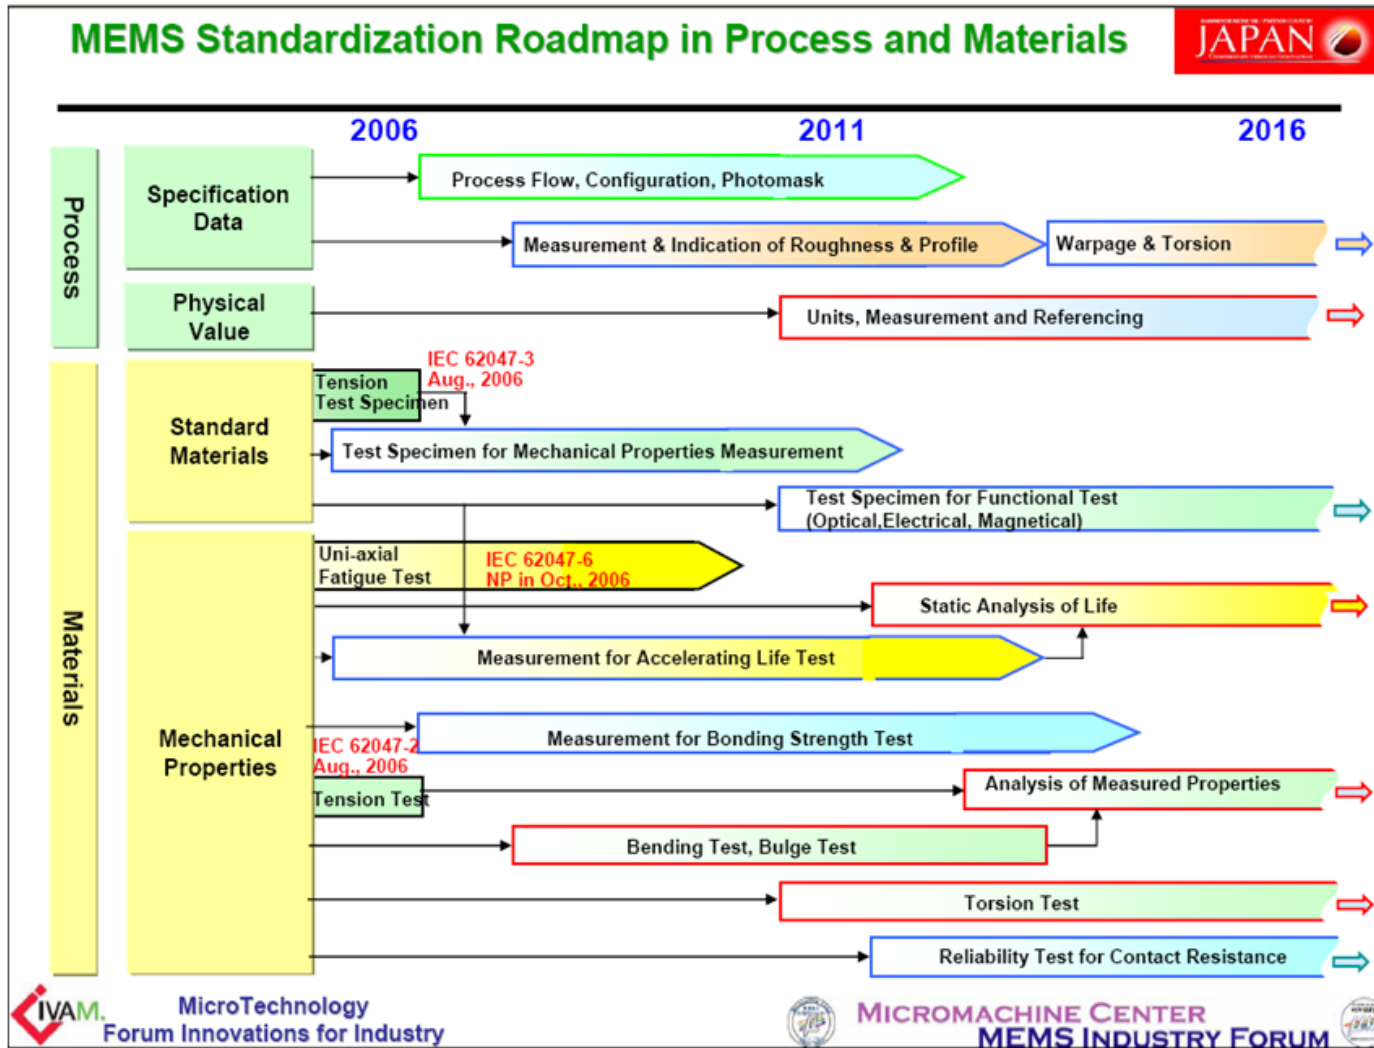 MEMS Standardization Roadmap in Process and Materials
JAPAN
2006
2011
2016
Process
Specification
Data
Process Flow, Configuration, Photomask
Measurement & Indication of Roughness & Profile
Warpage & Torsion
Physical
Value
Units, Measurement and Referencing
Materials
Standard
Materials
Tension
Test Specimen
IEC 62047-3
Aug., 2006
Test Specimen for Mechanical Properties Measurement
Test Specimen for Functional Test
(Optical,Electrical, Magnetical)
Mechanical
Properties
Uni-axial
Fatigue Test
IEC 62047-6
NP in Oct., 2006
Static Analysis of Life
Measurement for Accelerating Life Test
Measurement for Bonding Strength Test
IEC 62047-2
Aug., 2006
Tension Test
Analysis of Measured Properties
Bending Test, Bulge Test
Torsion Test
Reliability Test for Contact Resistance
IVAM.
MicroTechnology
Forum Innovations for Industry
MICROMACHINE CENTER
MEMS INDUSTRY FORUM